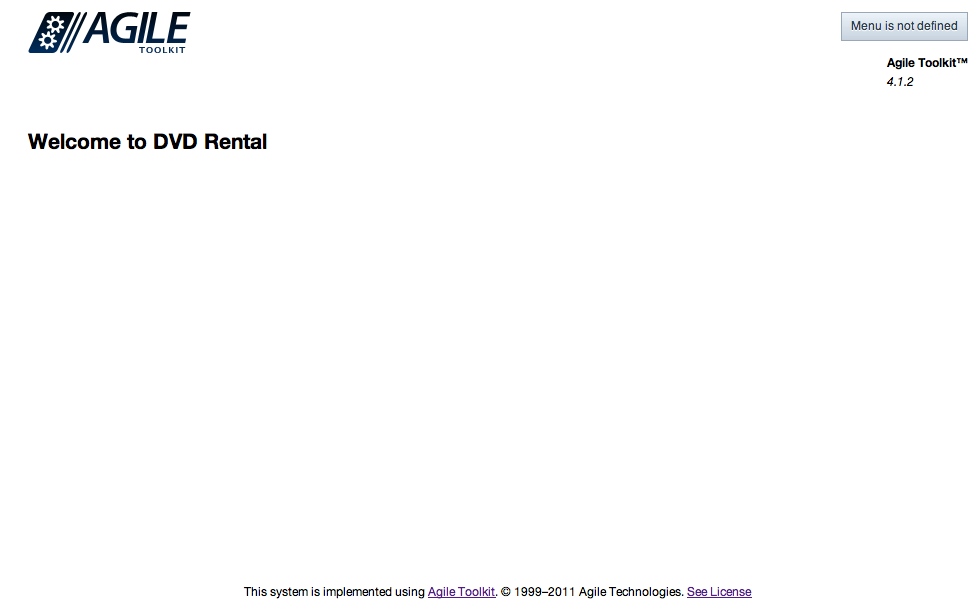 AGILE
TOOLKIT
Menu is not defined
Agile Toolkit™
4.1.2
Welcome to DVD Rental
This system is implemented using Agile Toolkit. © 1999–2011 Agile Technologies. See License